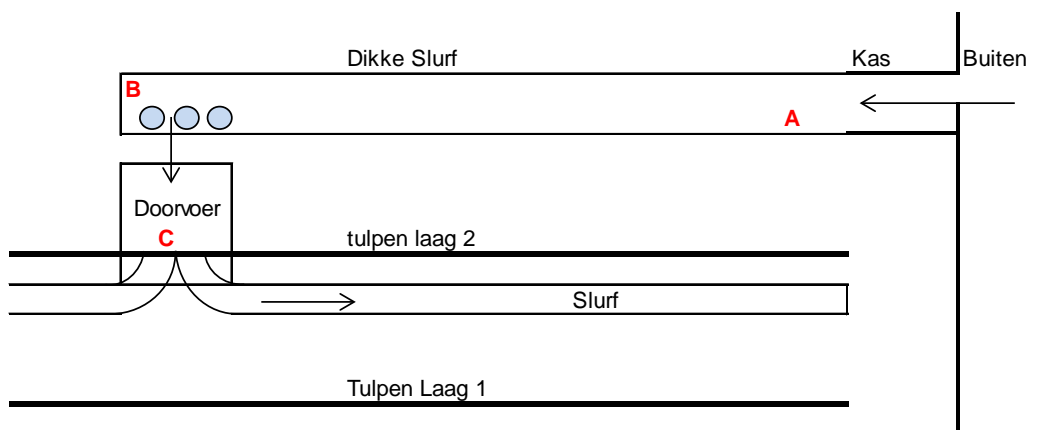 Dikke Slurf
Kas
Buiten
B
A
Doorvoer
C
tulpen laag 2
Slurf
Tulpen Laag 1